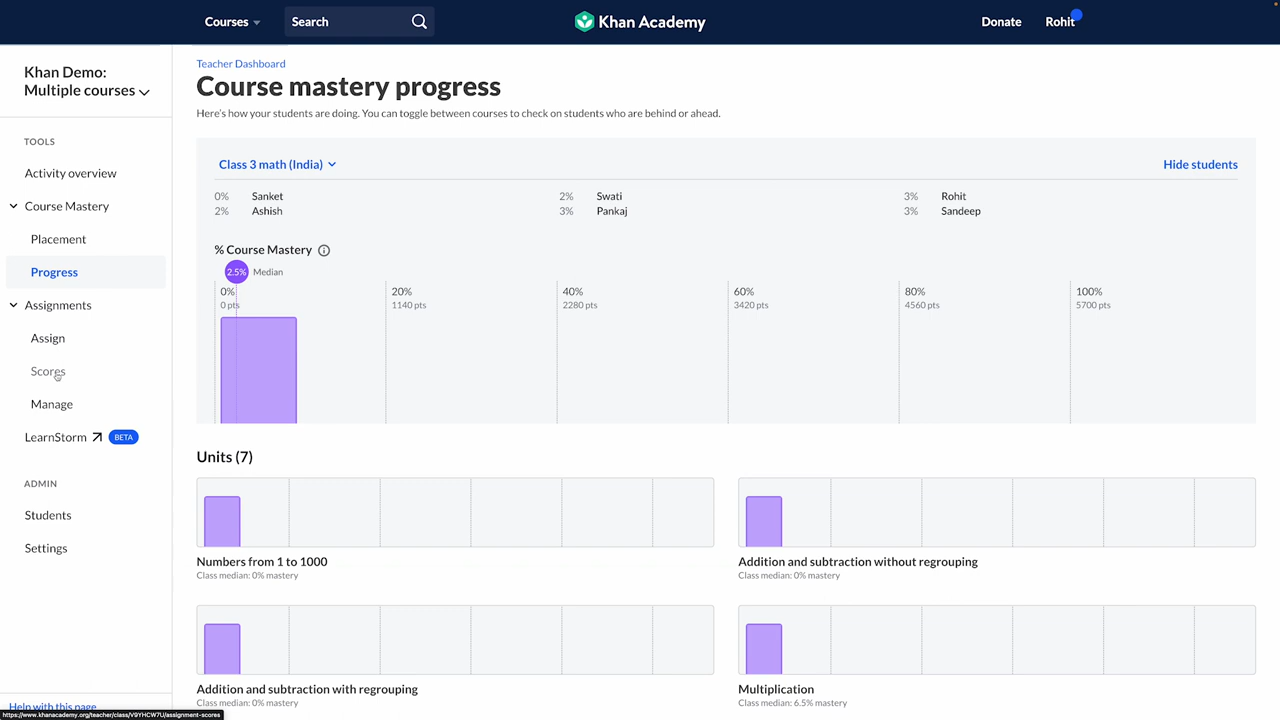 Courses
Search
Khan Academy
Donate
Rohit
Khan Demo:
Multiple courses
TOOLS
Activity overview
Course Mastery
Placement
Progress
Assignments
Assign
Scores
Manage
LearnStorm BETA
ADMIN
Students
Settings
Help with this page
https://www.khanacademy.org/teacher/class/V9YHCW7U/assignment-scores
Teacher Dashboard
Course mastery progress
Here's how your students are doing. You can toggle between courses to check on students who are behind or ahead.
Class 3 math (India)
Hide students
0% Sanket 2% Swati 3% Rohit
2% Ashish 3% Pankaj 3% Sandeep
% Course Mastery
2.5% Median
0% 20% 40% 60% 80% 100%
0 pts 1140 pts 2280 pts 3420 pts 4560 pts 5700 pts
Units (7)
Numbers from 1 to 1000
Class median: 0% mastery
Addition and subtraction without regrouping
Class median: 0% mastery
Addition and subtraction with regrouping
Class median: 0% mastery
Multiplication
Class median: 6.5% mastery